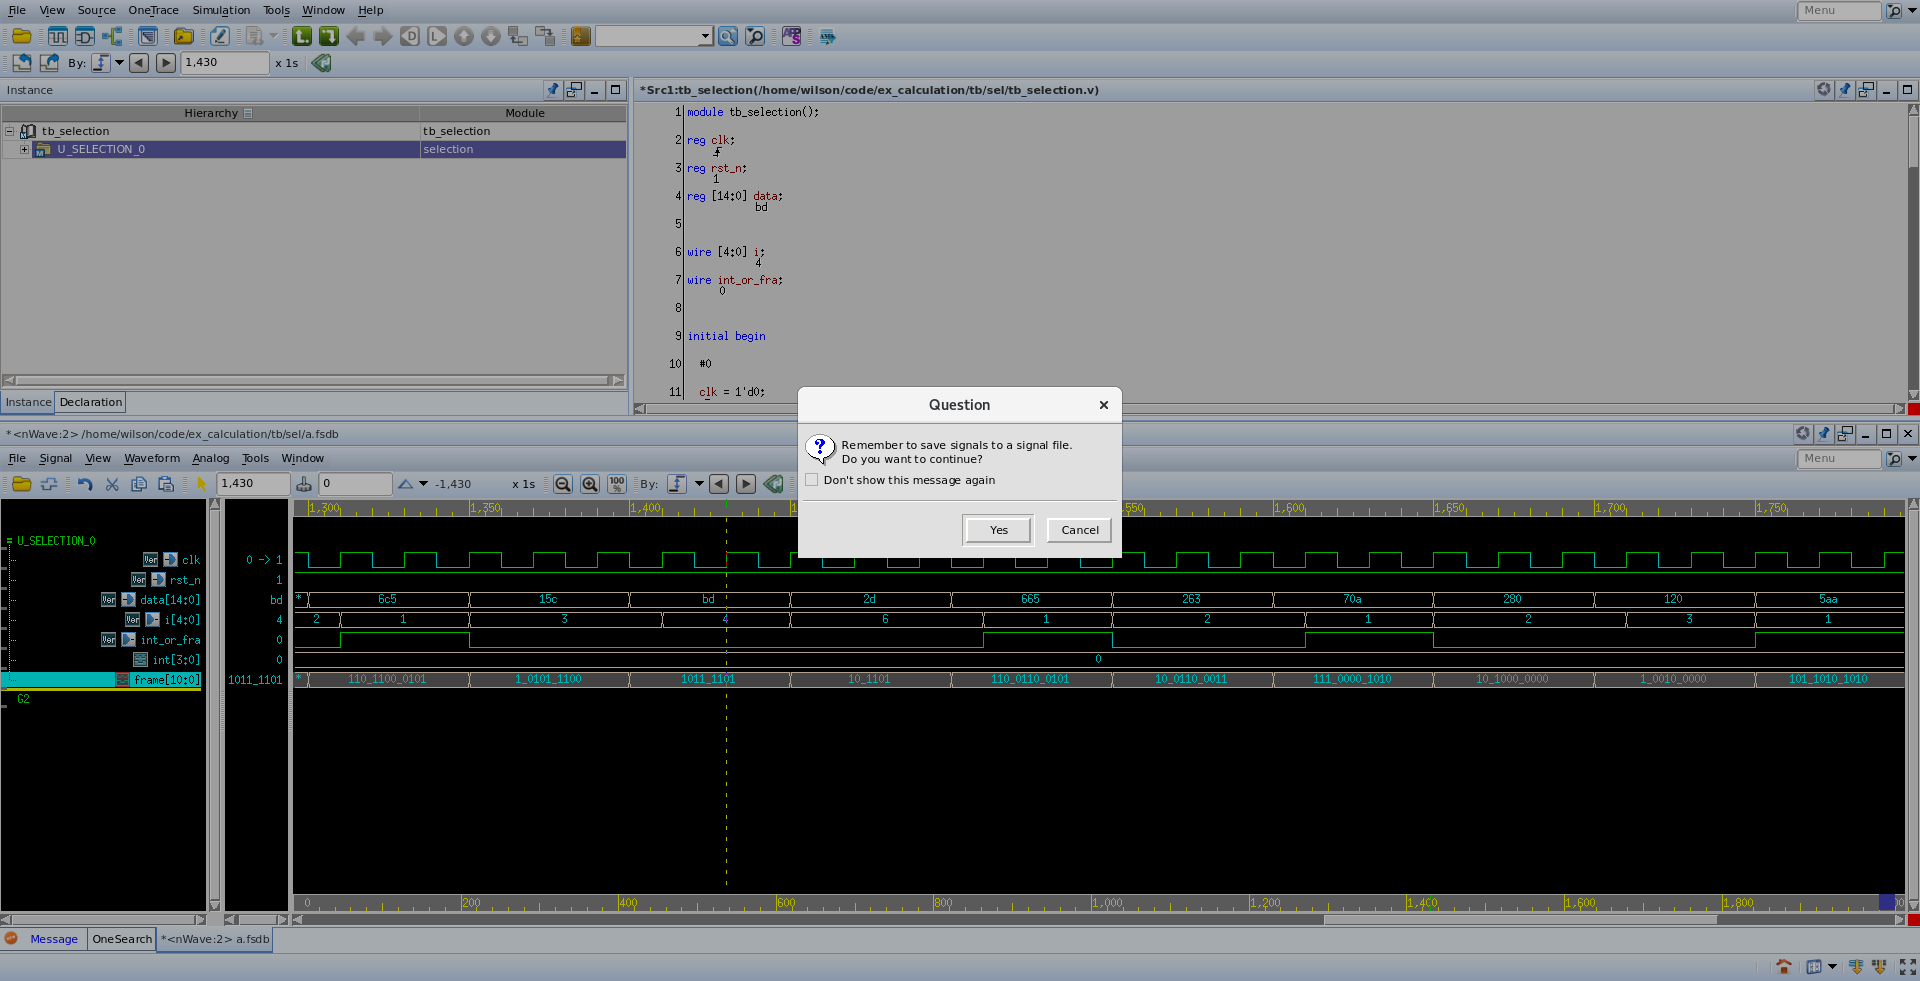 File View Source OneTrace Simulation Tools Window Help
Menu
By: 1,430 x 1s
Instance
*Src1:tb_selection(/home/wilson/code/ex_calculation/tb/sel/tb_selection.v)
Hierarchy Module
tb_selection tb_selection
U_SELECTION_0 selection
1 module tb_selection();
2 reg clk;
3 reg rst_n;
1
4 reg [14:0] data;
bd
5
6 wire [4:0] i;
4
7 wire int_or_fra;
0
8
9 initial begin
10 #0
11 clk = 1'd0;
Instance Declaration
Question
Remember to save signals to a signal file.
Do you want to continue?
Don't show this message again
Yes Cancel
*<nWave:2> /home/wilson/code/ex_calculation/tb/sel/a.fsdb
File Signal View Waveform Analog Tools Window
Menu
1,430 0 -1,430 x 1s 100 % By:
1,300 1,350 1,400 550 1,600 1,650 1,700 1,750
U_SELECTION_0
clk 0 -> 1
rst_n 1
data[14:0] bd * 6c5 15c bd 2d 665 263 70a 280 120 5aa
i[4:0] 4 2 1 3 4 6 1 2 1 2 3 1
int_or_fra 0
int[3:0] 0 0
frame[10:0] 1011_1101 * 110_1100_0101 1_0101_1100 1011_1101 10_1101 110_0110_0101 10_0110_0011 111_0000_1010 10_1000_0000 1_0010_0000 101_1010_1010
G2
0 200 400 600 800 1,000 1,200 1,400 1,600 1,800
Message OneSearch *<nWave:2> a.fsdb